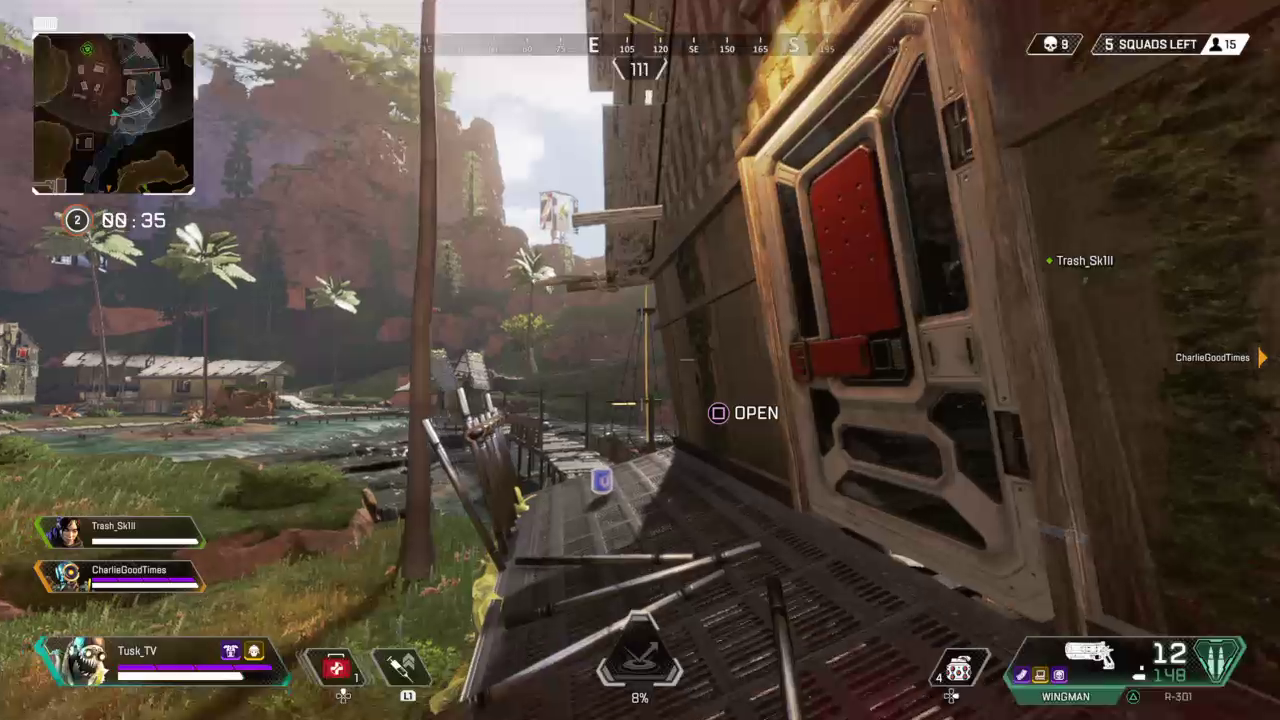 E 105 120 SE 150 165 S 195
111
9
5 SQUADS LEFT 15
2 00:35
Trash_Sk1ll
CharlieGoodTimes
OPEN
Trash_Sk1ll
CharlieGoodTimes
Tusk_TV
1
L1
8%
4
12
148
WINGMAN
R-301